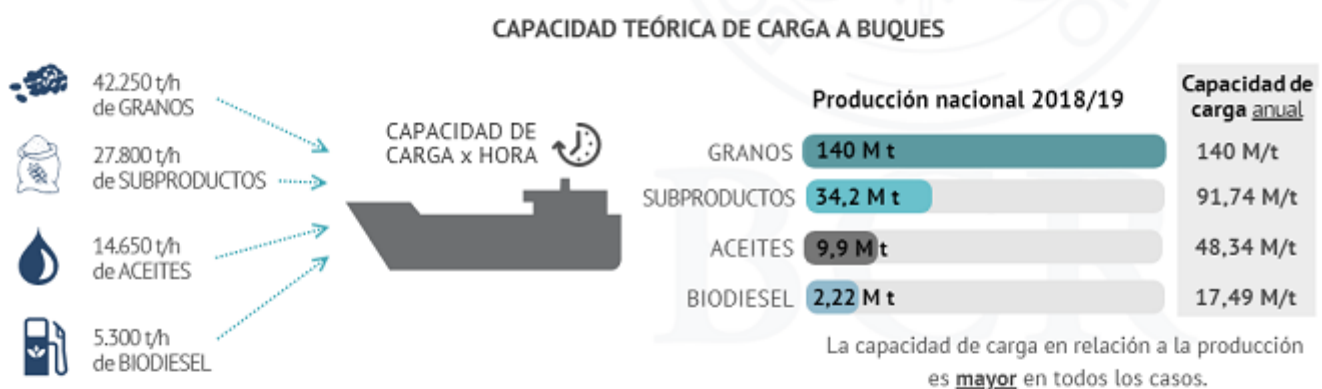 CAPACIDAD TEÓRICA DE CARGA A BUQUES
42.250 t/h
de GRANOS
27.800 t/h
de SUBPRODUCTOS
14.650 t/h
de ACEITES
5.300 t/h
de BIODIESEL
CAPACIDAD DE
CARGA x HORA
Producción nacional 2018/19
Capacidad de
carga anual
GRANOS 140 M t 140 M/t
SUBPRODUCTOS 34,2 M t 91,74 M/t
ACEITES 9,9 M t 48,34 M/t
BIODIESEL 2,22 M t 17,49 M/t
La capacidad de carga en relación a la producción
es mayor en todos los casos.
BCR